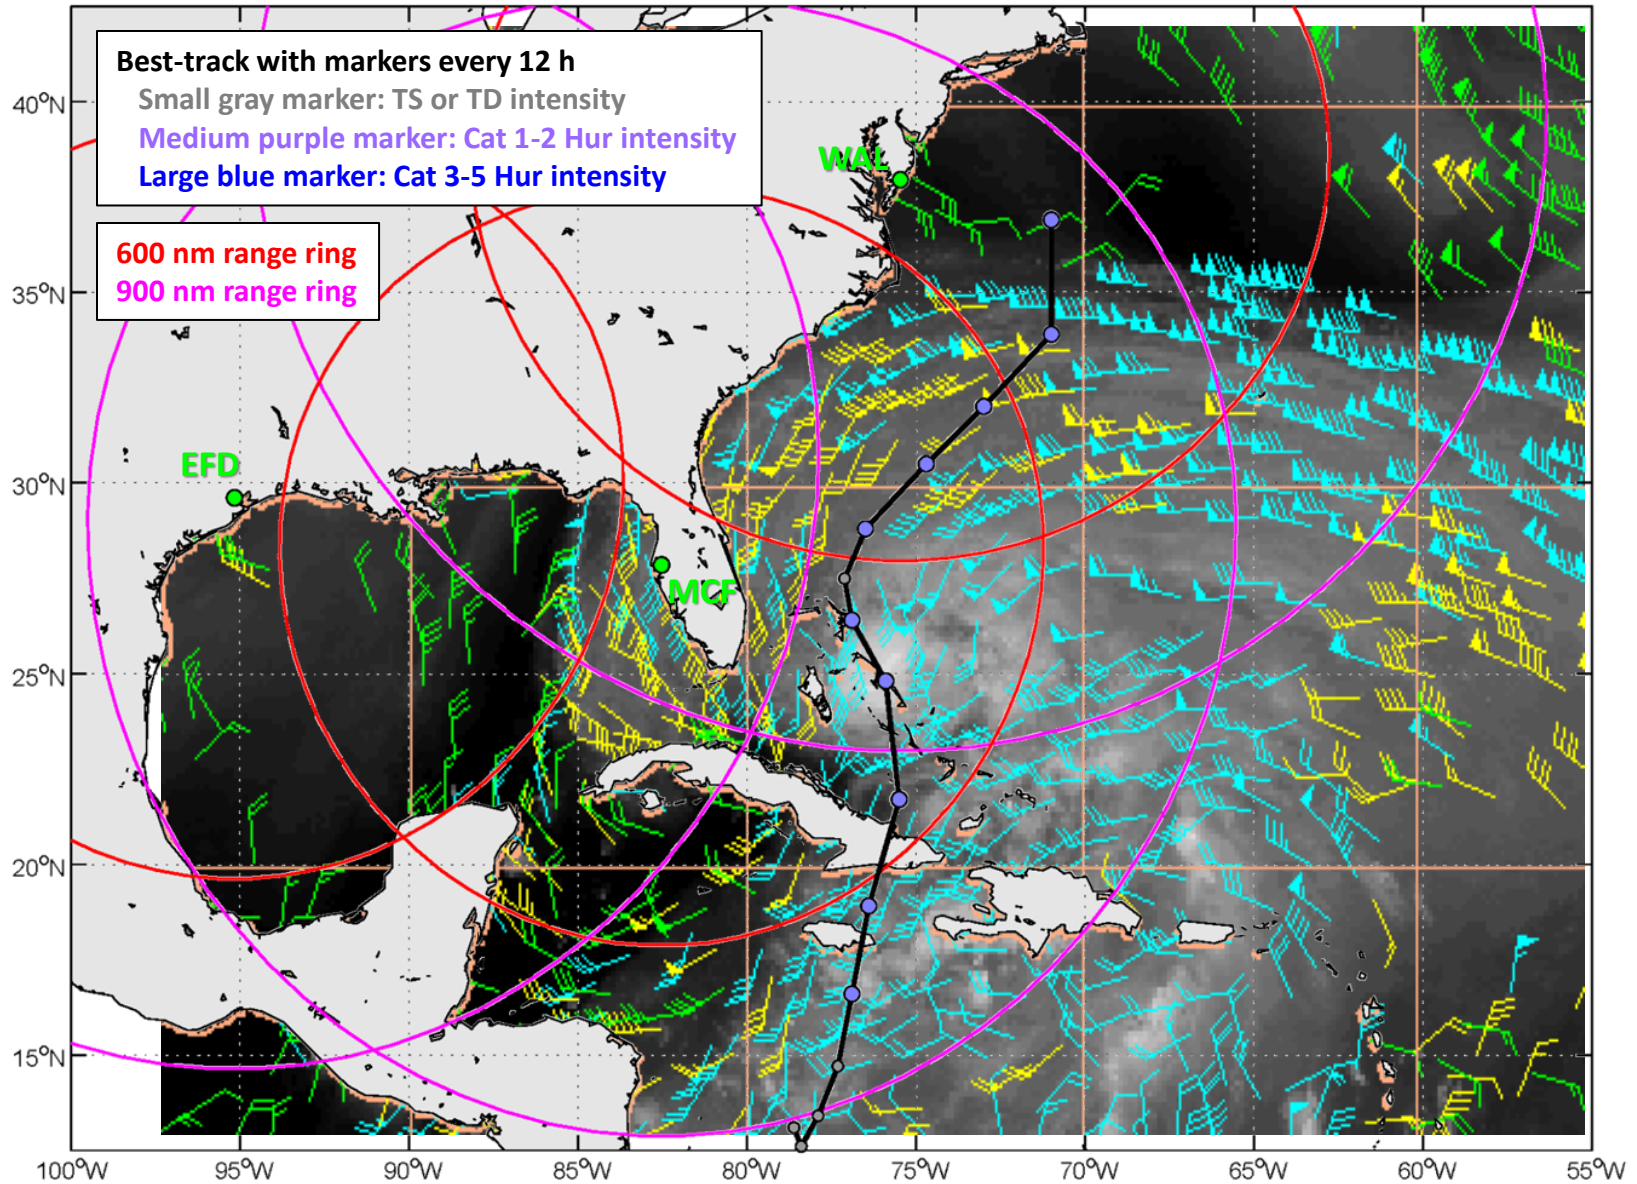 Best-track with markers every 12 h
Small gray marker: TS or TD intensity
Medium purple marker: Cat 1-2 Hur intensity
Large blue marker: Cat 3-5 Hur intensity
600 nm range ring
900 nm range ring
WAL
EFD
MCF
40°N
35°N
30°N
25°N
20°N
15°N
100°W 95°W 90°W 85°W 80°W 75°W 70°W 65°W 60°W 55°W